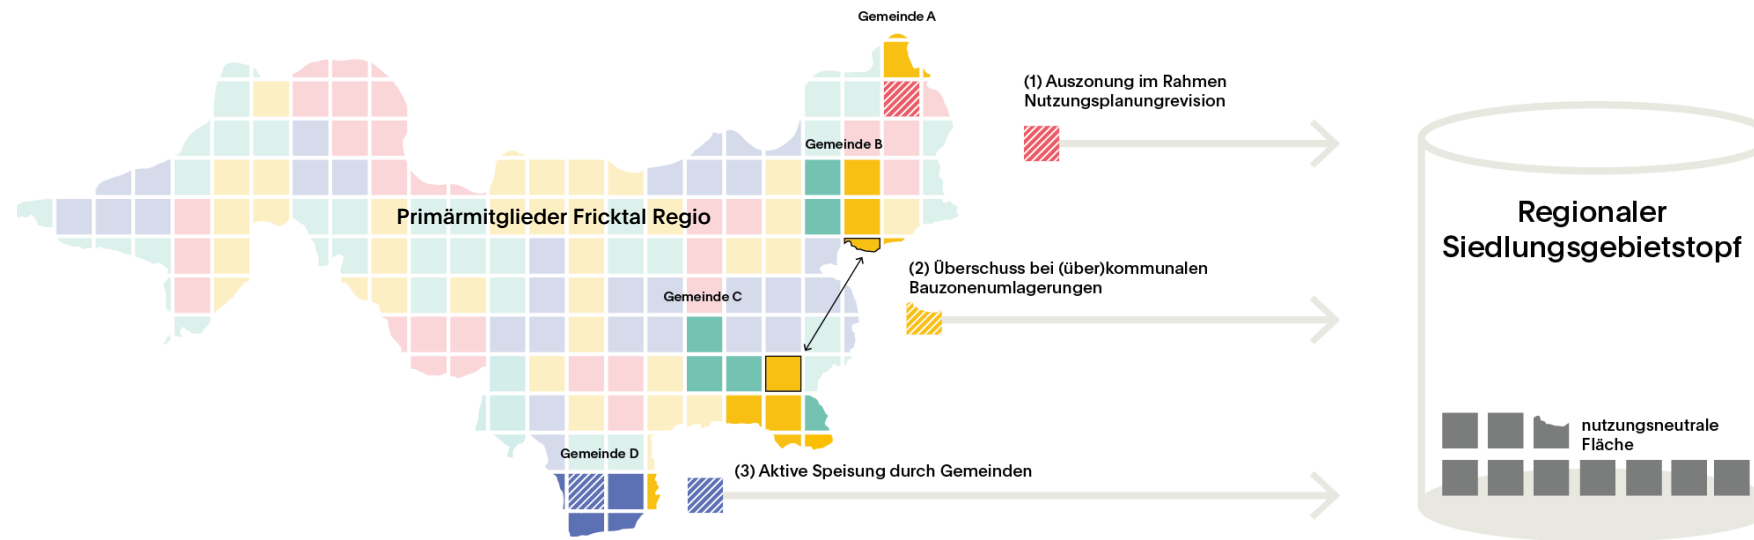 Gemeinde A
(1) Auszonung im Rahmen
Nutzungsplanungrevision
Gemeinde B
Primärmitglieder Fricktal Regio
Regionaler
Siedlungsgebietstopf
(2) Überschuss bei (über)kommunalen
Bauzonenumlagerungen
Gemeinde C
nutzungsneutrale
Fläche
Gemeinde D
(3) Aktive Speisung durch Gemeinden